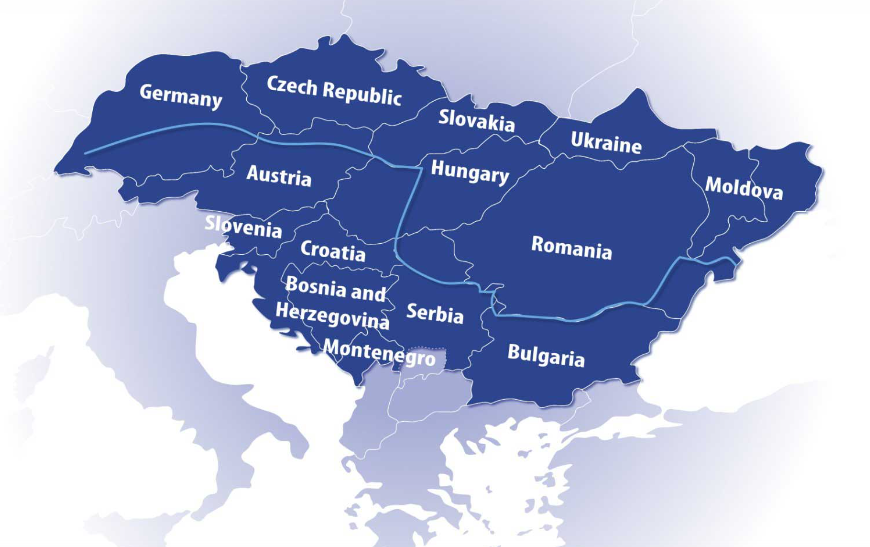 Germany
Czech Republic
Slovakia
Ukraine
Austria
Hungary
Moldova
Slovenia
Croatia
Romania
Bosnia and
Herzegovina
Serbia
Montenegro
Bulgaria